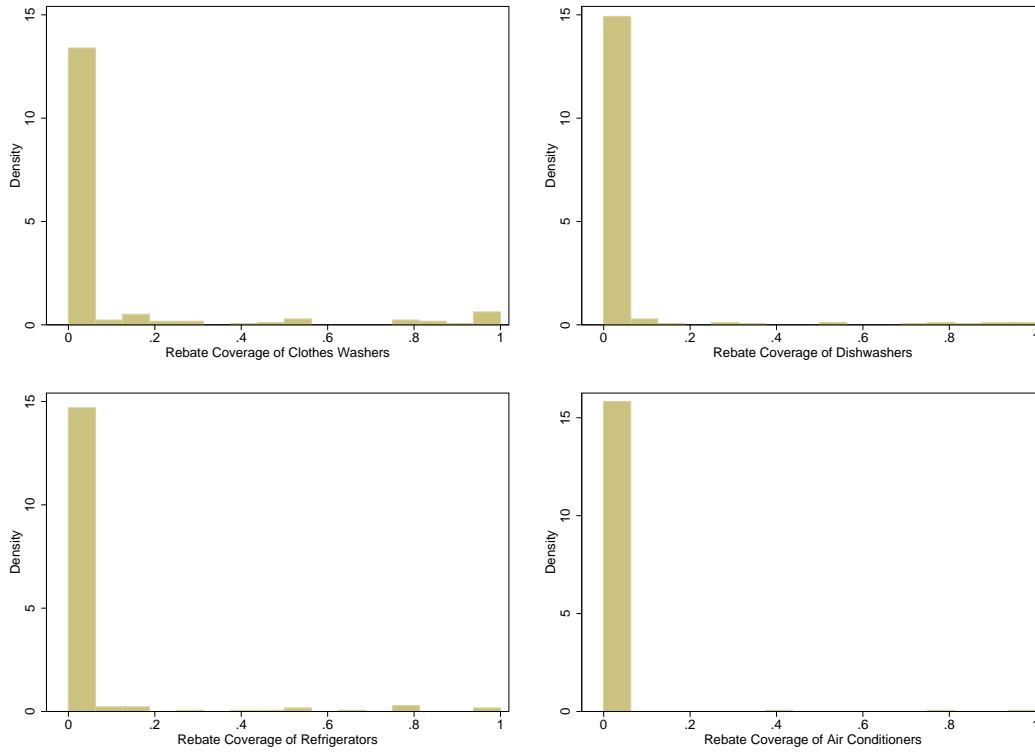 15
10
5
0
Density
0 .2 .4 .6 .8 1
Rebate Coverage of Clothes Washers
15
10
5
0
Density
0 .2 .4 .6 .8 1
Rebate Coverage of Dishwashers
15
10
5
0
Density
0 .2 .4 .6 .8 1
Rebate Coverage of Refrigerators
15
10
5
0
Density
0 .2 .4 .6 .8 1
Rebate Coverage of Air Conditioners